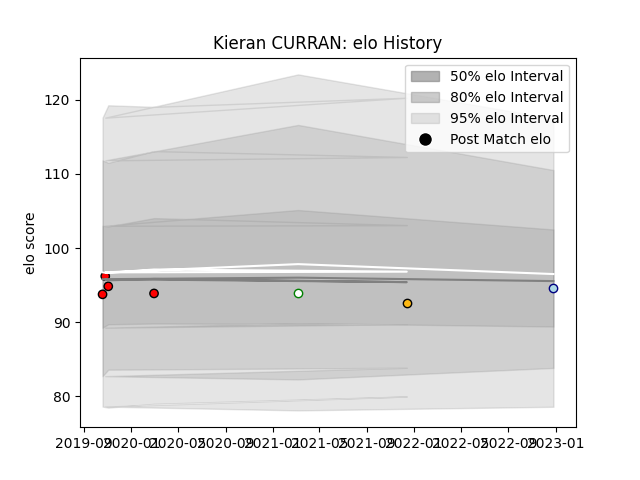 Kieran CURRAN: elo History
50% elo Interval
80% elo Interval
95% elo Interval
Post Match elo
elo score
120
110
100
90
80
2019-09 2020-01 2020-05 2020-09 2021-01 2021-05 2021-09 2022-01 2022-05 2022-09 2023-01